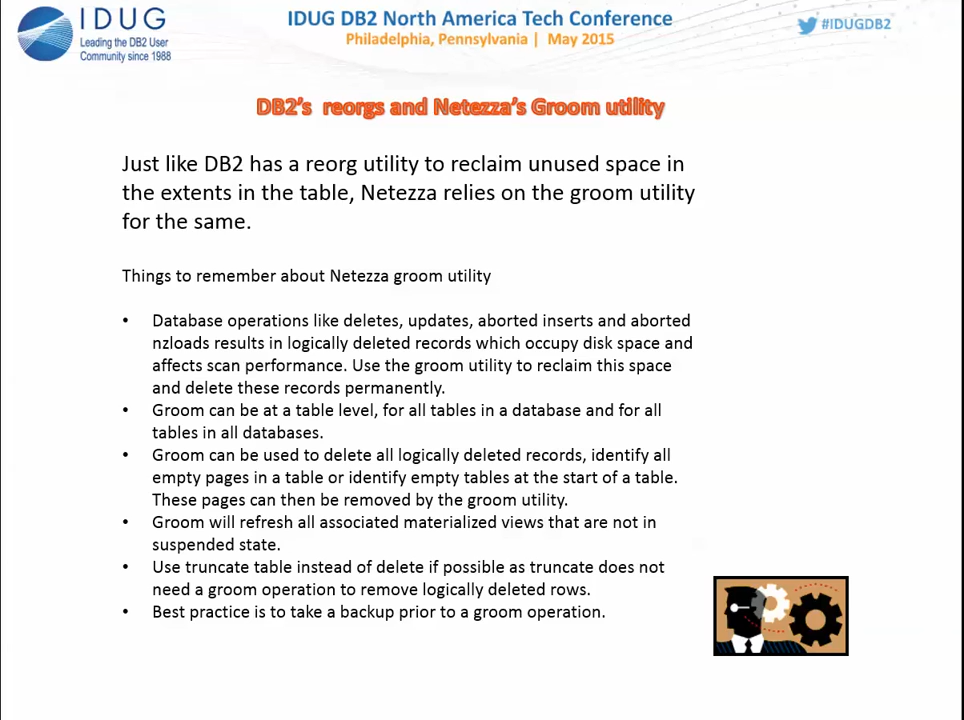 IDUG
Leading the DB2 User
Community since 1988
IDUG DB2 North America Tech Conference
Philadelphia, Pennsylvania | May 2015
#IDUGDB2
DB2's reorgs and Netezza's Groom utility
Just like DB2 has a reorg utility to reclaim unused space in
the extents in the table, Netezza relies on the groom utility
for the same.
Things to remember about Netezza groom utility
• Database operations like deletes, updates, aborted inserts and aborted
nzloads results in logically deleted records which occupy disk space and
affects scan performance. Use the groom utility to reclaim this space
and delete these records permanently.
• Groom can be at a table level, for all tables in a database and for all
tables in all databases.
• Groom can be used to delete all logically deleted records, identify all
empty pages in a table or identify empty tables at the start of a table.
These pages can then be removed by the groom utility.
• Groom will refresh all associated materialized views that are not in
suspended state.
• Use truncate table instead of delete if possible as truncate does not
need a groom operation to remove logically deleted rows.
• Best practice is to take a backup prior to a groom operation.